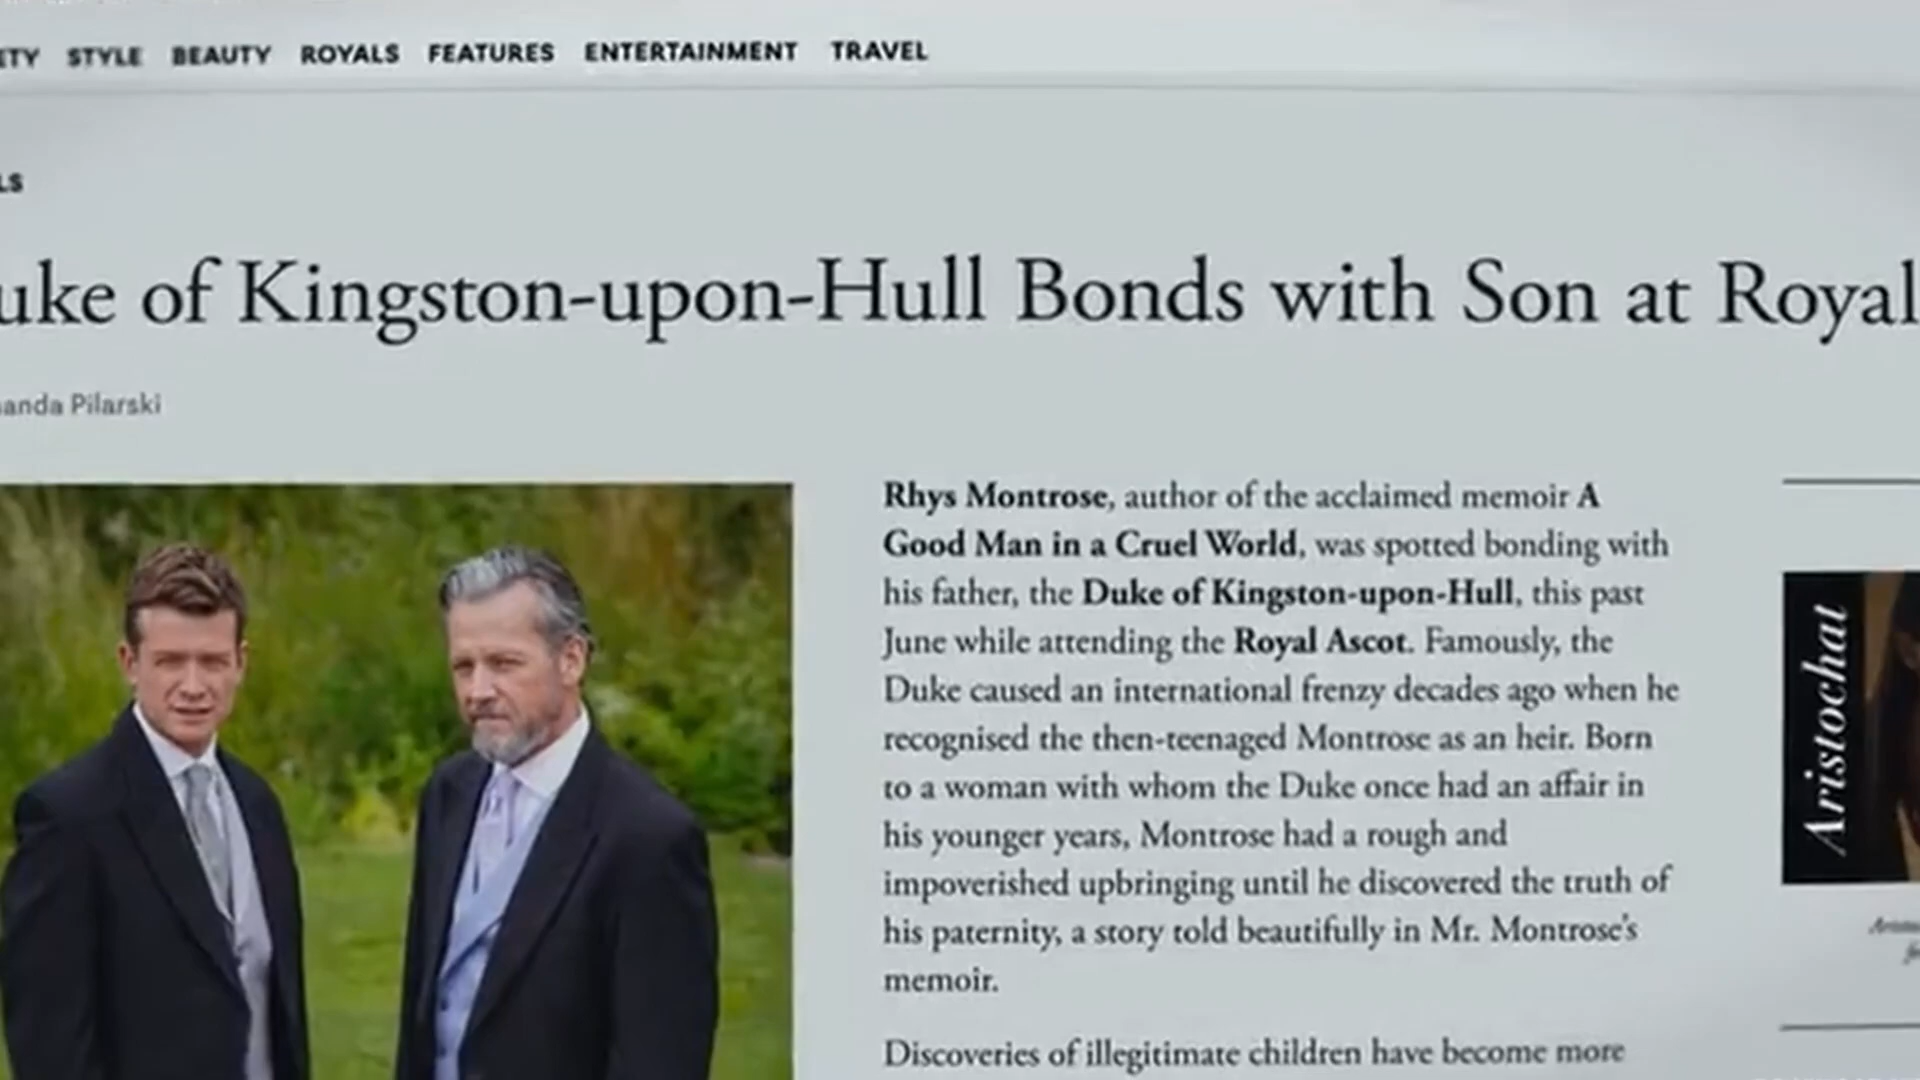 STYLE BEAUTY ROYALS FEATURES ENTERTAINMENT TRAVEL
of Kingston-upon-Hull Bonds with Son at Royal
Pilarski
Rhys Montrose, author of the acclaimed memoir A
Good Man in a Cruel World, was spotted bonding with
his father, the Duke of Kingston-upon-Hull, this past
June while attending the Royal Ascot. Famously, the
Duke caused an international frenzy decades ago when he
recognised the then-teenaged Montrose as an heir. Born
to a woman with whom the Duke once had an affair in
his younger years, Montrose had a rough and
impoverished upbringing until he discovered the truth of
his paternity, a story told beautifully in Mr. Montrose's
memoir.
Discoveries of illegitimate children have become more
Aristochat